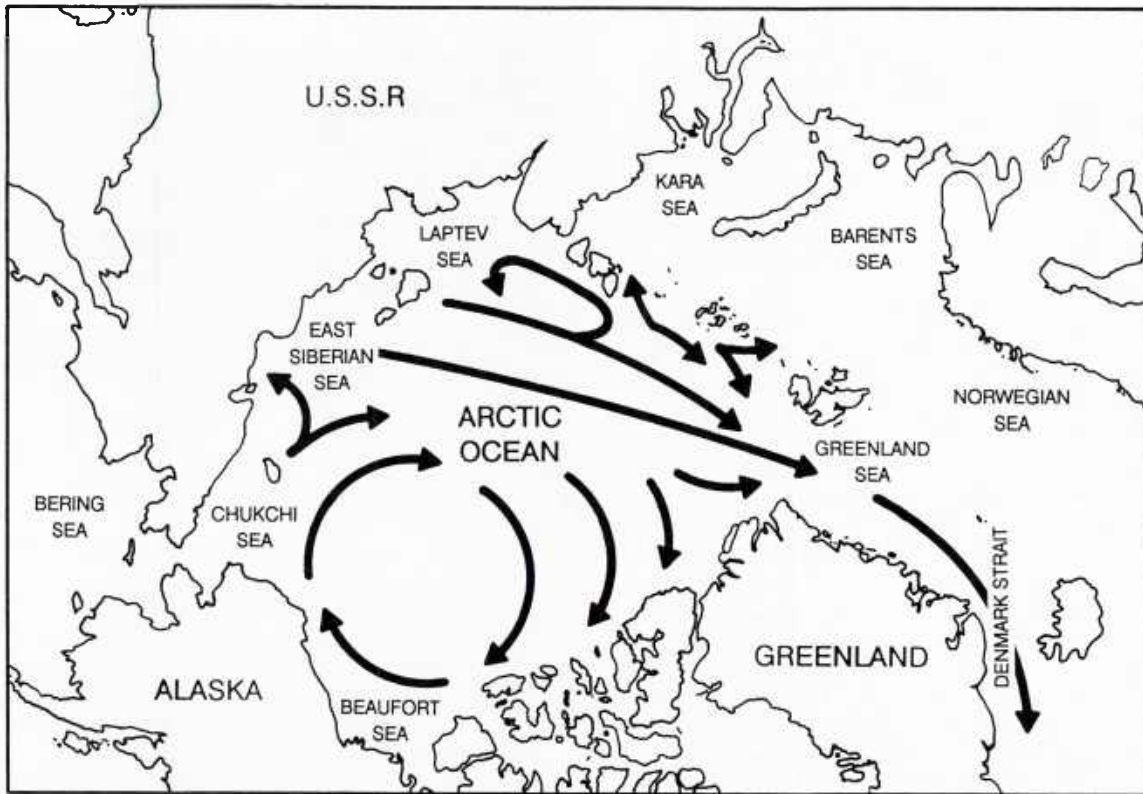 U.S.S.R
KARA
SEA
LAPTEV
SEA
BARENTS
SEA
EAST
SIBERIAN
SEA
NORWEGIAN
SEA
ARCTIC
OCEAN
GREENLAND
SEA
BERING
SEA
CHUKCHI
SEA
DENMARK STRAIT
GREENLAND
ALASKA
BEAUFORT
SEA